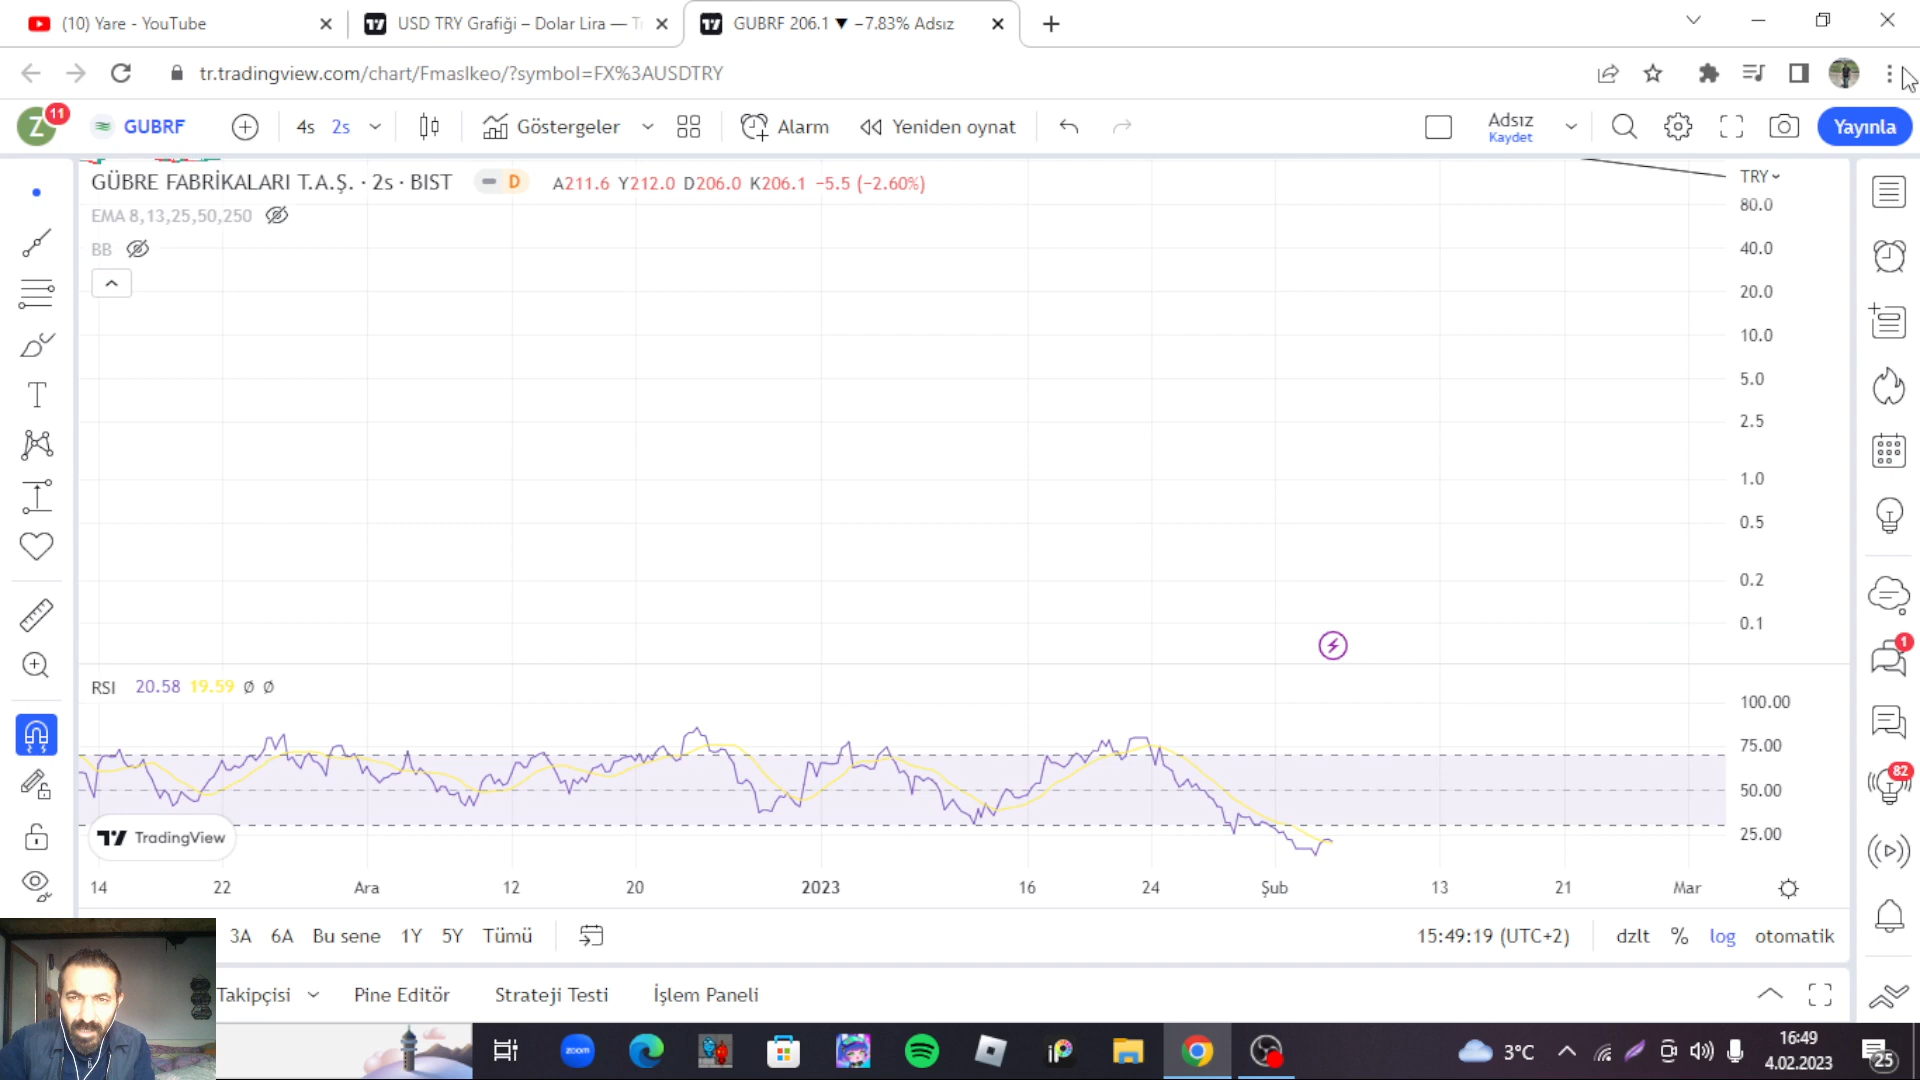 (10) Yare - YouTube
USD TRY Grafiği – Dolar Lira — Tr
GUBRF 206.1 ▼ −7.83% Adsız
tr.tradingview.com/chart/Fmaslkeo/?symbol=FX%3AUSDTRY
Z 11
GUBRF
4s 2s
Göstergeler
Alarm
Yeniden oynat
Adsız
Kaydet
Yayınla
GÜBRE FABRİKALARI T.A.Ş. · 2s · BIST
D
A211.6 Y212.0 D206.0 K206.1 −5.5 (−2.60%)
EMA 8,13,25,50,250
BB
TRY
80.0
40.0
20.0
10.0
5.0
2.5
1.0
0.5
0.2
0.1
RSI 20.58 19.59 Ø Ø
100.00
75.00
50.00
25.00
TradingView
14 22 Ara 12 20 2023 16 24 Şub 13 21 Mar
3A 6A Bu sene 1Y 5Y Tümü
15:49:19 (UTC+2)
dzlt % log otomatik
Takipçisi
Pine Editör
Strateji Testi
İşlem Paneli
1
82
zoom
3°C
16:49
4.02.2023
25